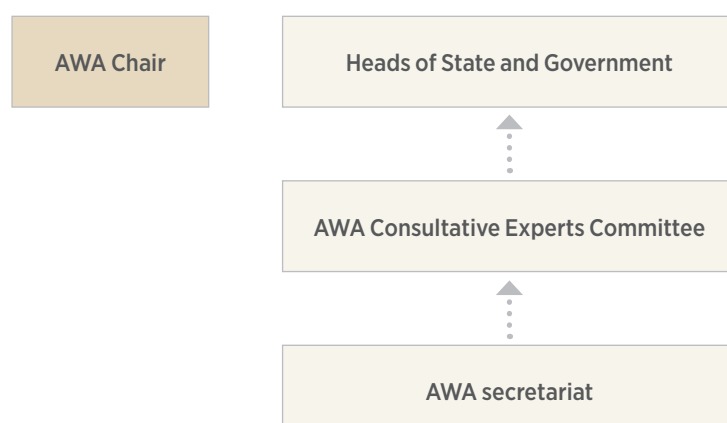 AWA Chair
Heads of State and Government
AWA Consultative Experts Committee
AWA secretariat